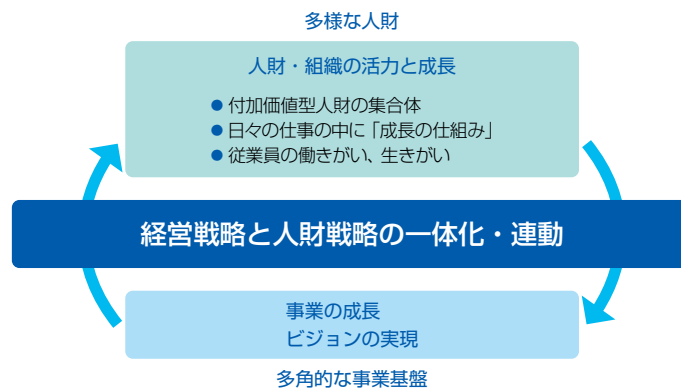 多様な人財
人財・組織の活力と成長
● 付加価値型人財の集合体
● 日々の仕事の中に「成長の仕組み」
● 従業員の働きがい、生きがい
経営戦略と人財戦略の一体化・連動
事業の成長
ビジョンの実現
多角的な事業基盤